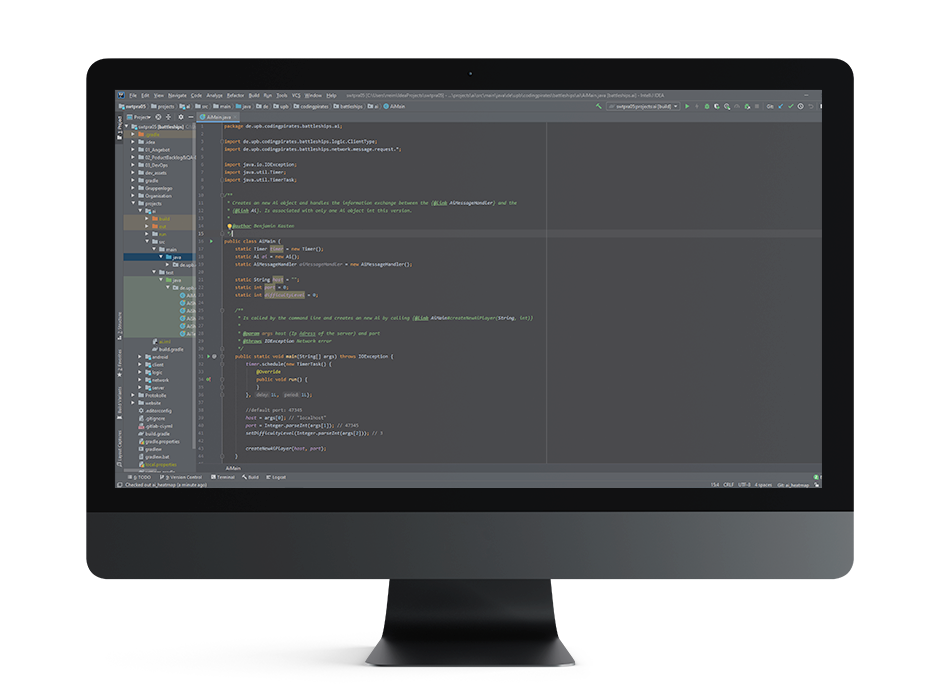 File Edit View Navigate Code Analyze Refactor Build Run Tools VCS Window Help
swtpra05 projects ai src main java de upb codingpirates battleships ai AiMain
swtpra05:projects:ai [build]
Git:
Project
AiMain.java
swtpra05 [battleships]
.gradle
.idea
01_Angebot
02_ProductBacklog&QA
03_DevOps
dev_assets
gradle
Gruppenlogo
Organisation
projects
ai
build
out
src
main
java
de.upb
test
java
de.upb
build.gradle
android
client
logic
network
server
Protokolle
website
.editorconfig
.gitignore
.gitlab-ci.yml
build.gradle
gradle.properties
gradlew
gradlew.bat
local.properties
package de.upb.codingpirates.battleships.ai;
import de.upb.codingpirates.battleships.logic.ClientType;
import de.upb.codingpirates.battleships.network.message.request.*;
import java.io.IOException;
import java.util.Timer;
import java.util.TimerTask;
/**
* Creates an new Ai object and handles the information exchange between the {@link AiMessageHandler} and the
* {@link Ai}. Is associated with only one Ai object int this version.
*
* @author Benjamin Kasten
*/
public class AiMain {
static Timer timer = new Timer();
static Ai ai = new Ai();
static AiMessageHandler aiMessageHandler = new AiMessageHandler();
static String host = "";
static int port = 0;
static int difficultyLevel = 0;
/**
* Is called by the command line and creates an new Ai by calling {@link AiMain#createNewAiPlayer(String, int)}
*
* @param args host (Ip Adress of the server) and port
* @throws IOException Network error
*/
public static void main(String[] args) throws IOException {
timer.schedule(new TimerTask() {
@Override
public void run() {
}
}, delay: 1L, period: 1L);
//default port: 47345
host = args[0]; // "localhost"
port = Integer.parseInt(args[1]); // 47345
setDifficultyLevel(Integer.parseInt(args[2])); // 3
createNewAiPlayer(host, port);
}
AiMain
6: TODO 9: Version Control Terminal Build Logcat
Checked out ai_heatmap (a minute ago)
15:4 CRLF UTF-8 4 spaces Git: ai_heatmap